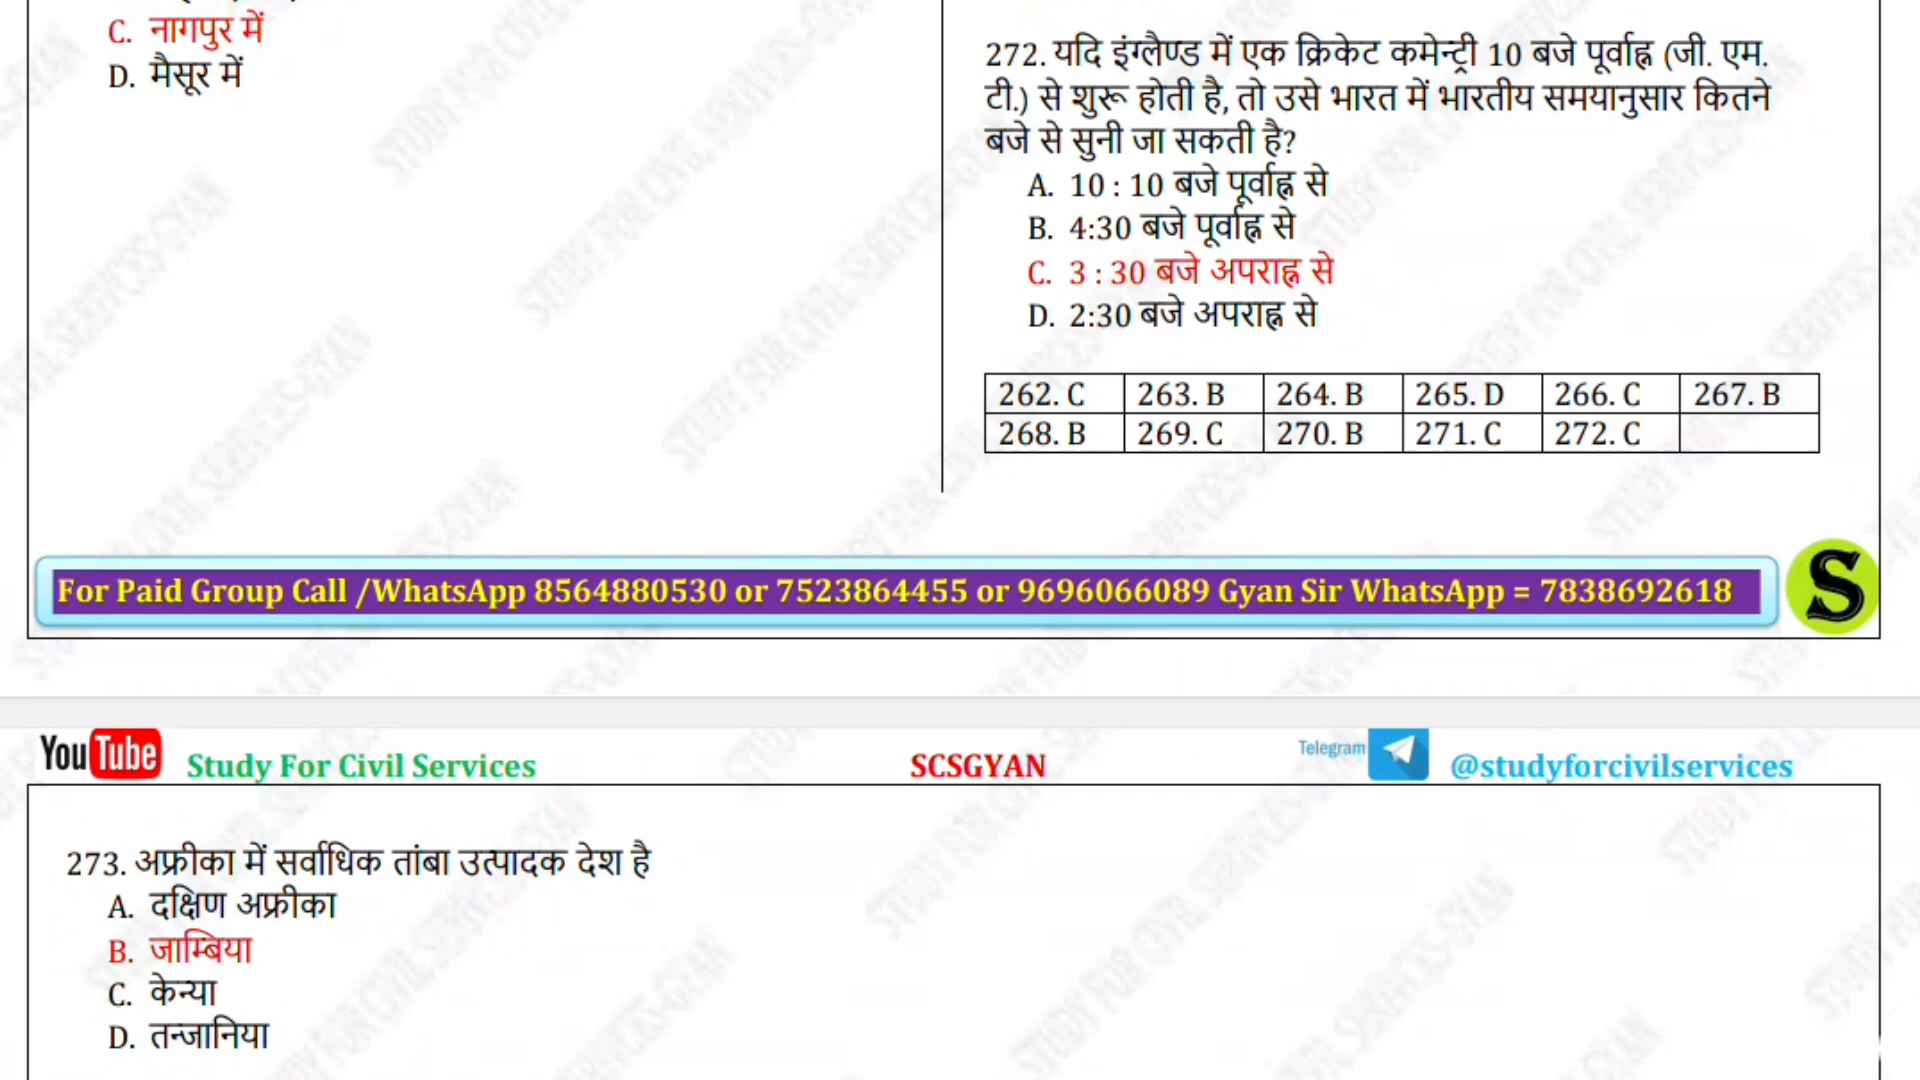 C. नागपुर में
D. मैसूर में
272. यदि इंग्लैण्ड में एक क्रिकेट कमेन्ट्री 10 बजे पूर्वाह्न (जी. एम.
टी.) से शुरू होती है, तो उसे भारत में भारतीय समयानुसार कितने
बजे से सुनी जा सकती है?
A. 10 : 10 बजे पूर्वाह्न से
B. 4:30 बजे पूर्वाह्न से
C. 3 : 30 बजे अपराह्न से
D. 2:30 बजे अपराह्न से
262. C 263. B 264. B 265. D 266. C 267. B
268. B 269. C 270. B 271. C 272. C
For Paid Group Call /WhatsApp 8564880530 or 7523864455 or 9696066089 Gyan Sir WhatsApp = 7838692618
S
YouTube Study For Civil Services SCSGYAN Telegram @studyforcivilservices
273. अफ्रीका में सर्वाधिक तांबा उत्पादक देश है
A. दक्षिण अफ्रीका
B. जाम्बिया
C. केन्या
D. तन्जानिया